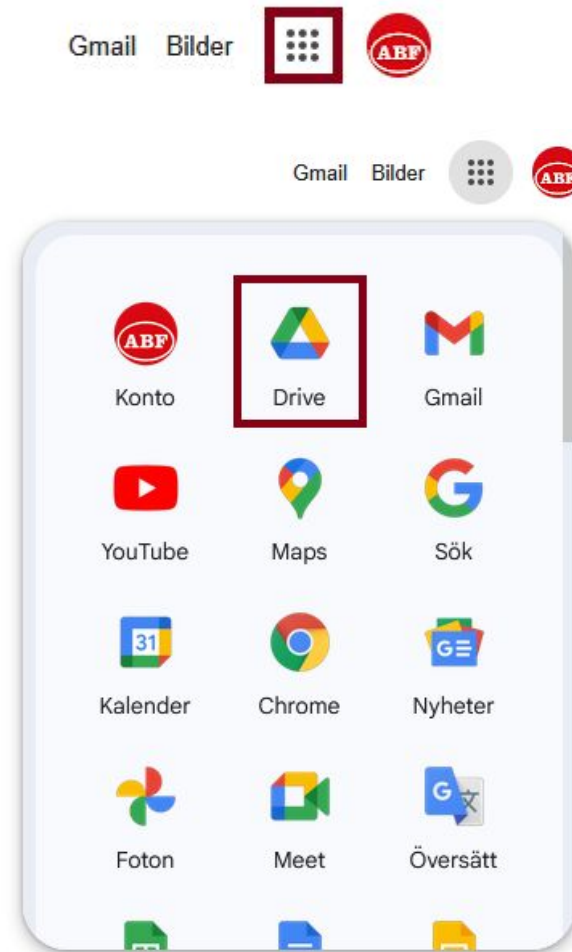 Gmail Bilder ABF
Gmail Bilder ABF
ABF
Konto Drive Gmail
YouTube Maps Sök
31 G
Kalender Chrome Nyheter
G 文
Foton Meet Översätt